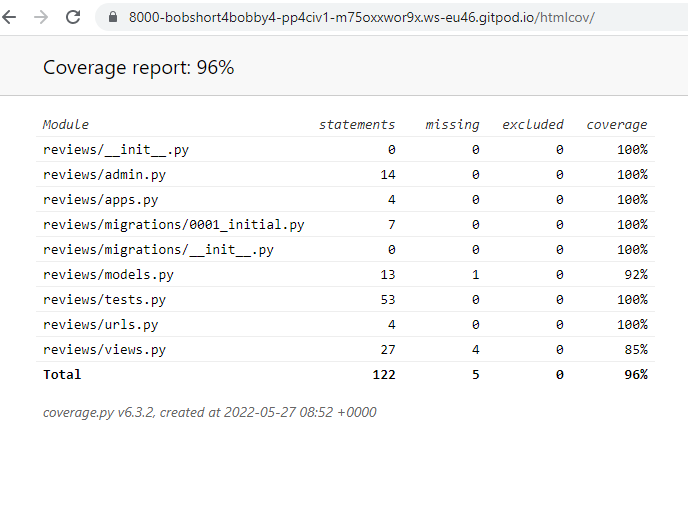 8000-bobshort4bobby4-pp4civ1-m75oxxwor9x.ws-eu46.gitpod.io/htmlcov/
Coverage report: 96%
Module statements missing excluded coverage
reviews/__init__.py 0 0 0 100%
reviews/admin.py 14 0 0 100%
reviews/apps.py 4 0 0 100%
reviews/migrations/0001_initial.py 7 0 0 100%
reviews/migrations/__init__.py 0 0 0 100%
reviews/models.py 13 1 0 92%
reviews/tests.py 53 0 0 100%
reviews/urls.py 4 0 0 100%
reviews/views.py 27 4 0 85%
Total 122 5 0 96%
coverage.py v6.3.2, created at 2022-05-27 08:52 +0000